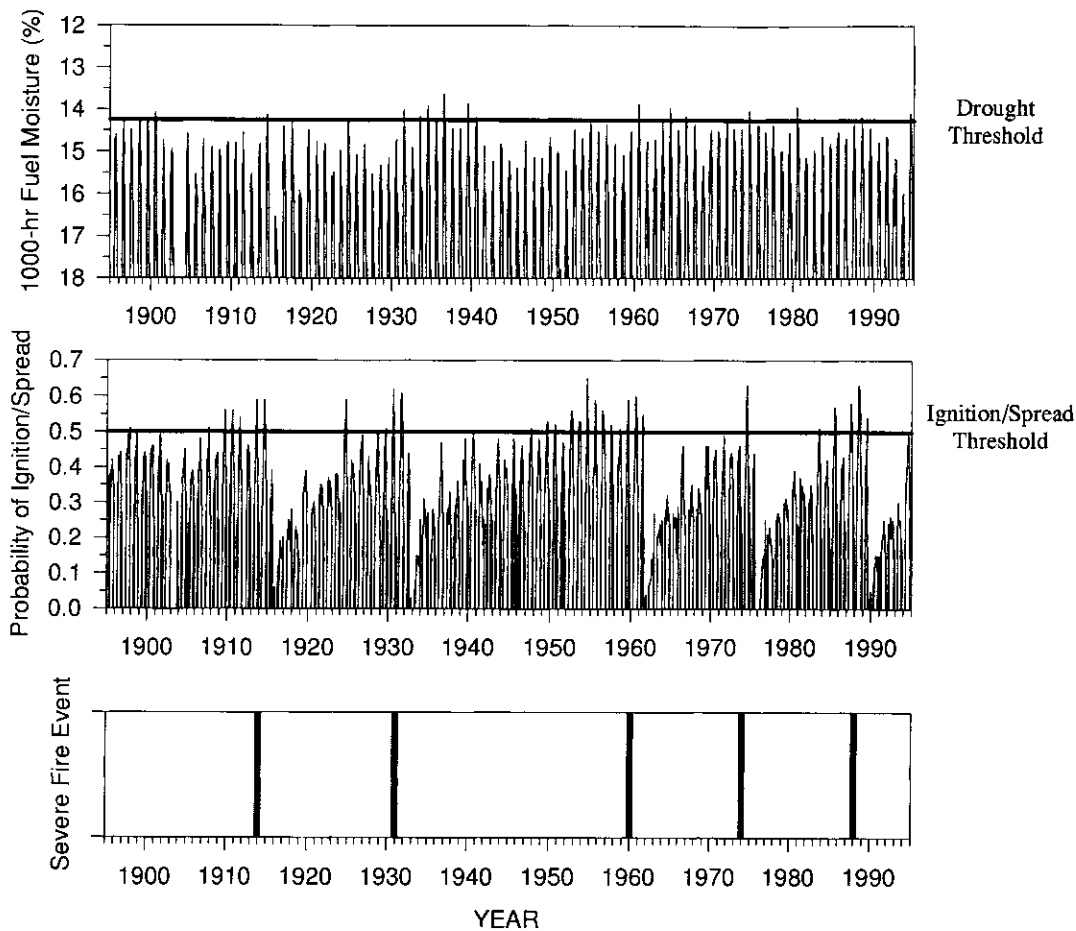 1000-hr Fuel Moisture (%)
12
13
14
15
16
17
18
Drought
Threshold
1900 1910 1920 1930 1940 1950 1960 1970 1980 1990
Probability of Ignition/Spread
0.7
0.6
0.5
0.4
0.3
0.2
0.1
0.0
Ignition/Spread
Threshold
1900 1910 1920 1930 1940 1950 1960 1970 1980 1990
Severe Fire Event
1900 1910 1920 1930 1940 1950 1960 1970 1980 1990
YEAR